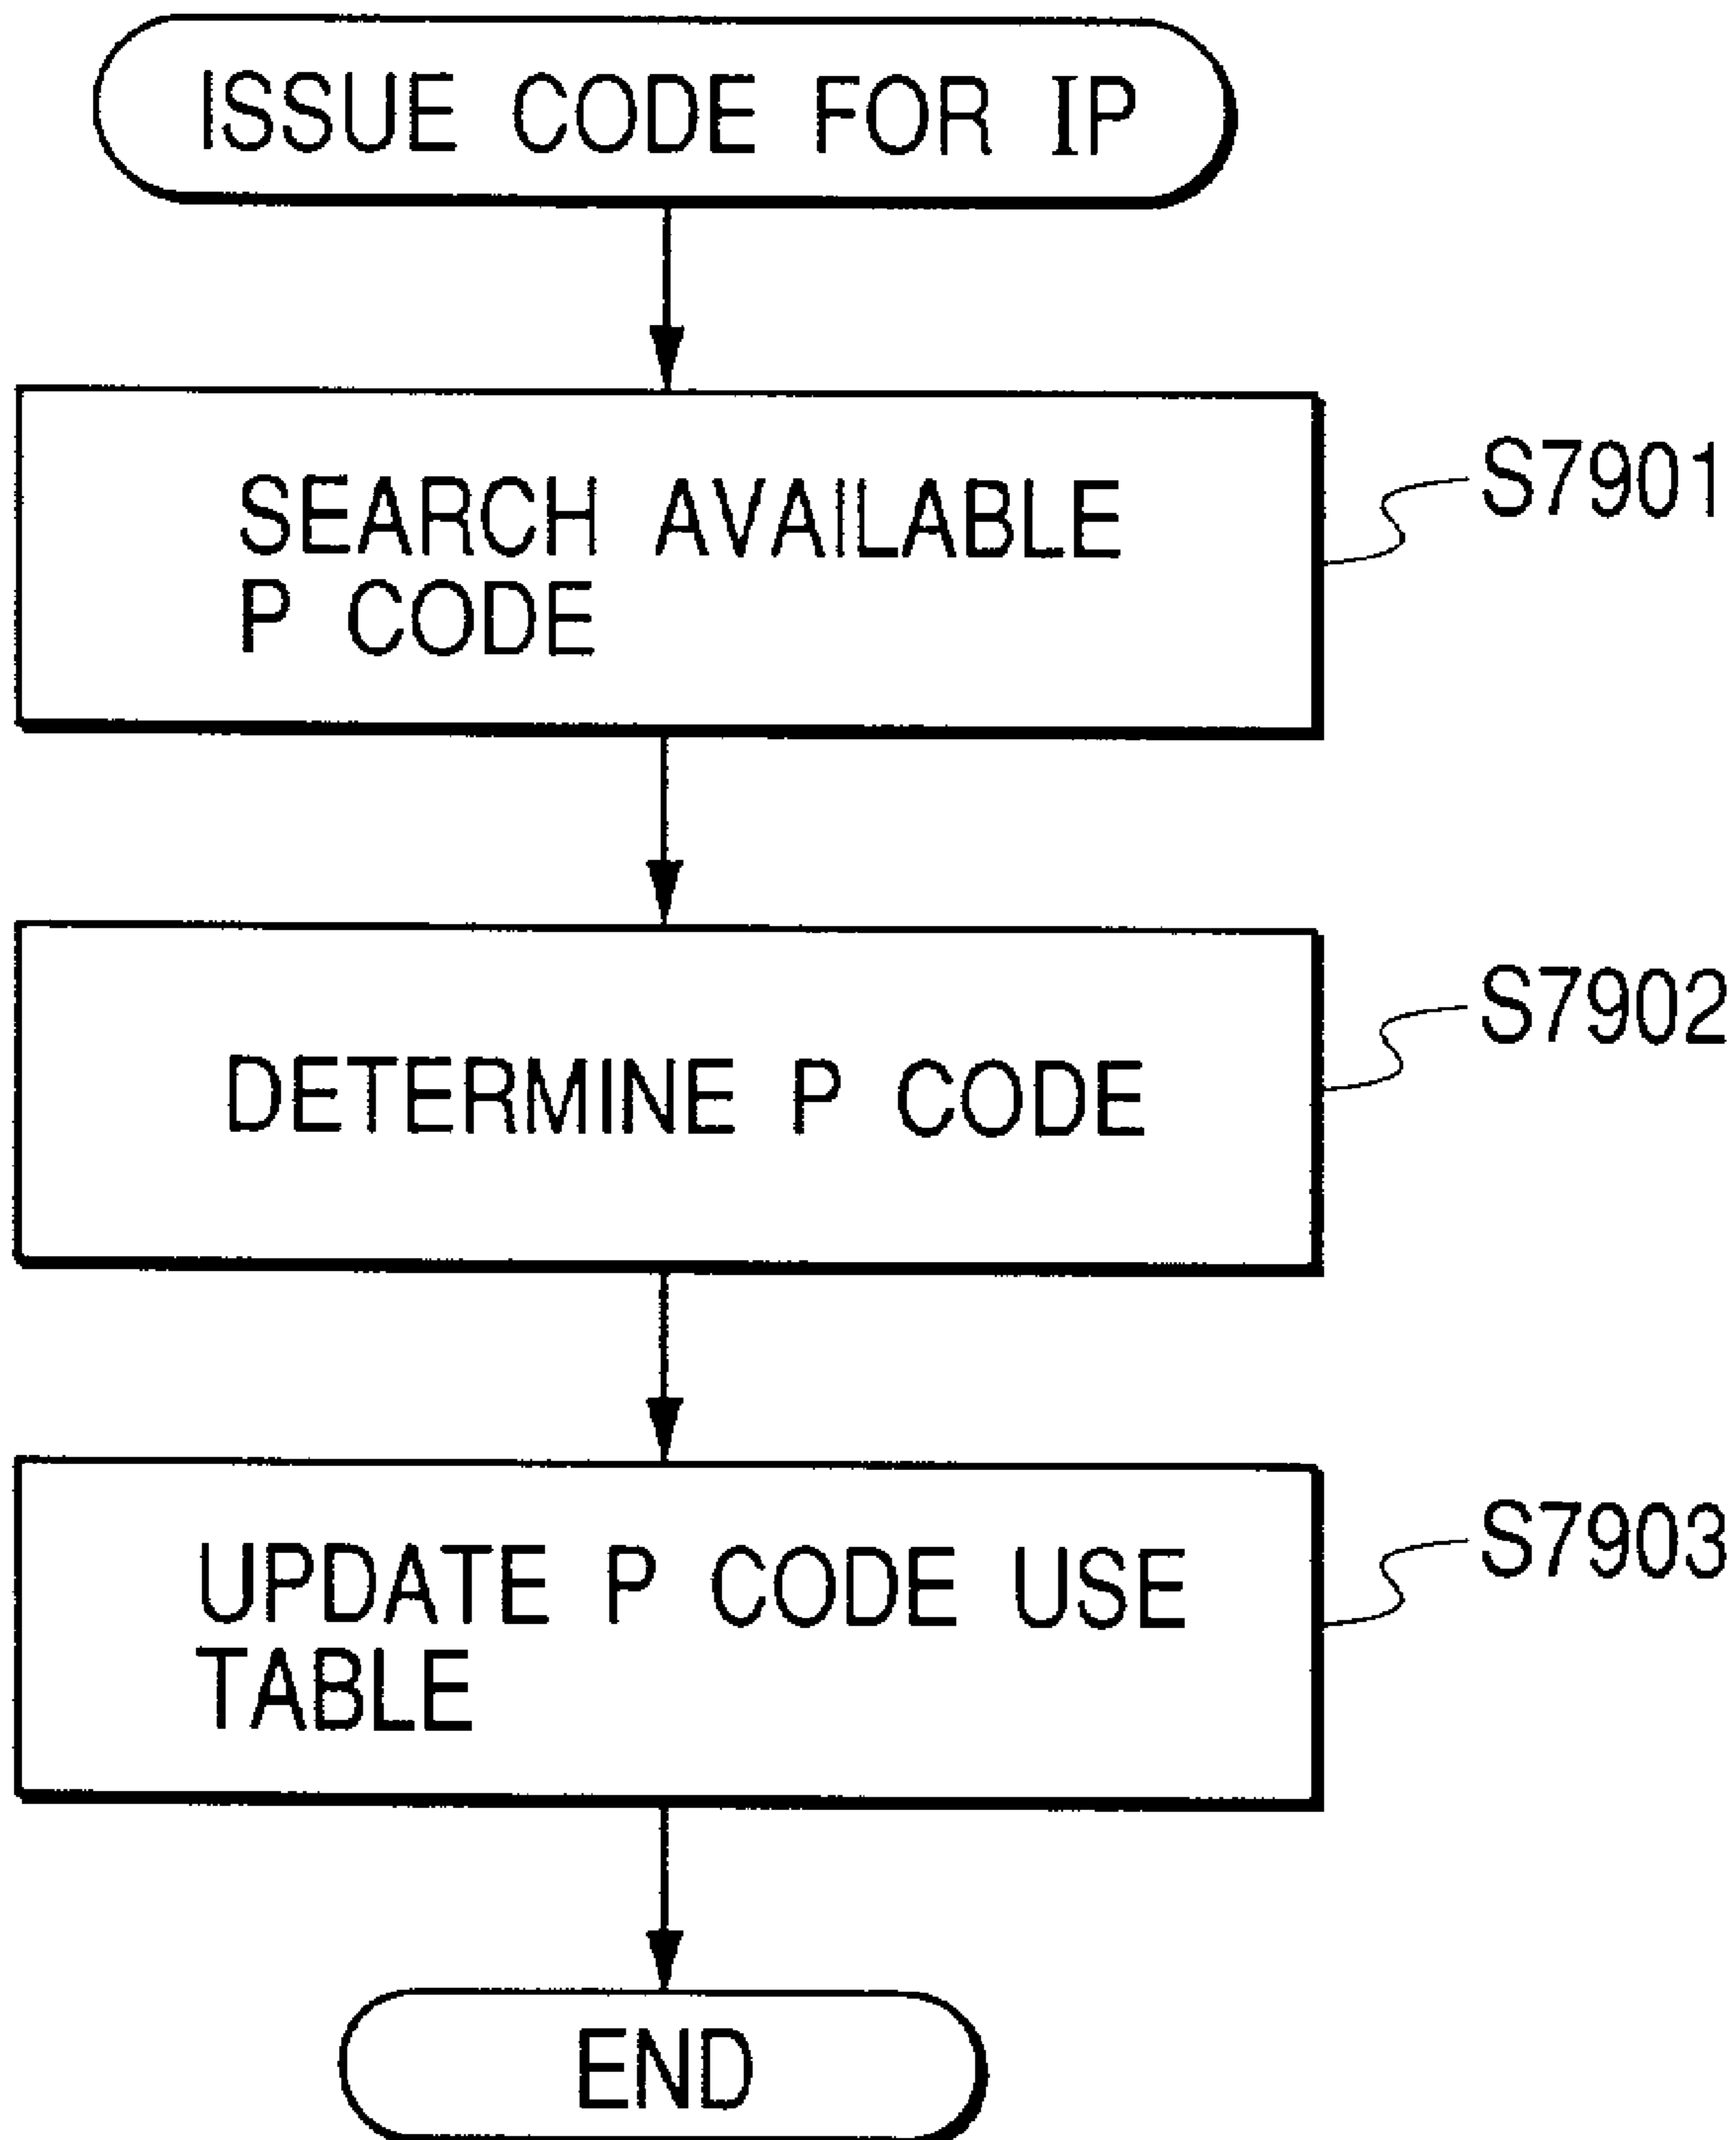 ISSUE CODE FOR IP
SEARCH AVAILABLE
P CODE
S7901
DETERMINE P CODE
S7902
UPDATE P CODE USE
TABLE
S7903
END